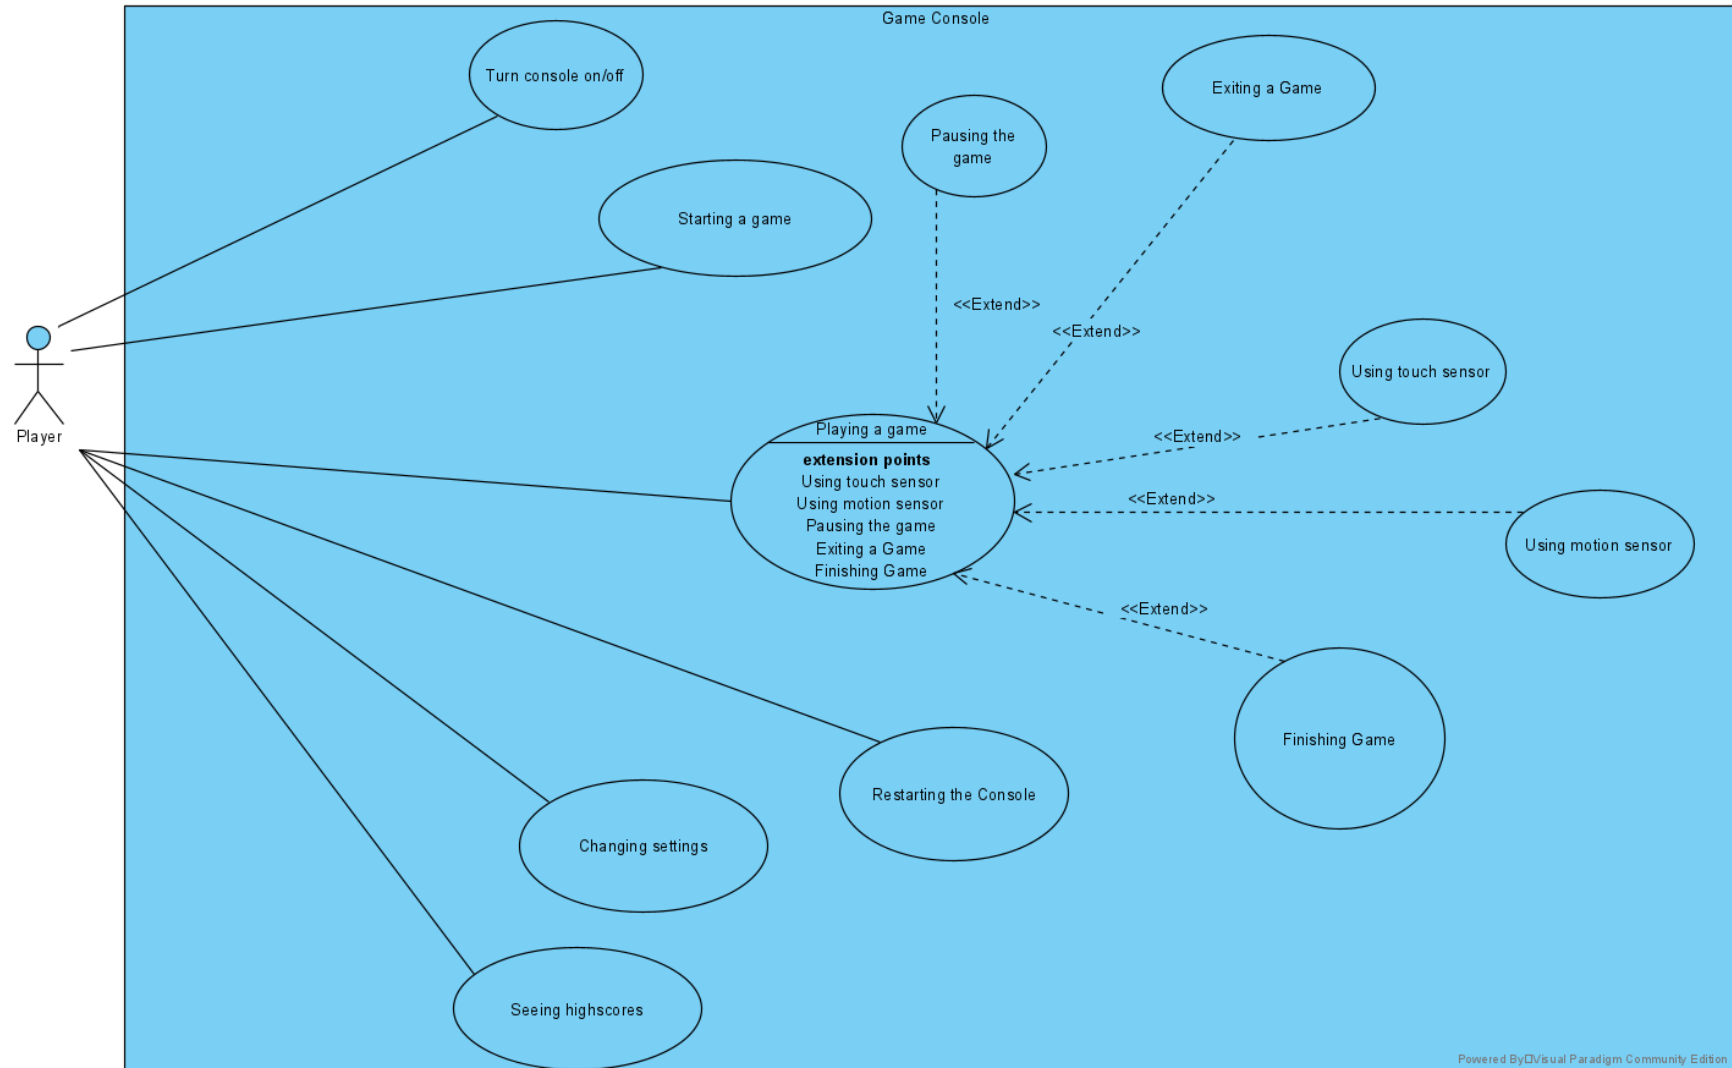 Game Console
Turn console on/off
Exiting a Game
Pausing the
game
Starting a game
<<Extend>>
<<Extend>>
Using touch sensor
Player
Playing a game
<<Extend>>
extension points
Using touch sensor
Using motion sensor
Pausing the game
Exiting a Game
Finishing Game
<<Extend>>
Using motion sensor
<<Extend>>
Finishing Game
Restarting the Console
Changing settings
Seeing highscores
Powered By□Visual Paradigm Community Edition